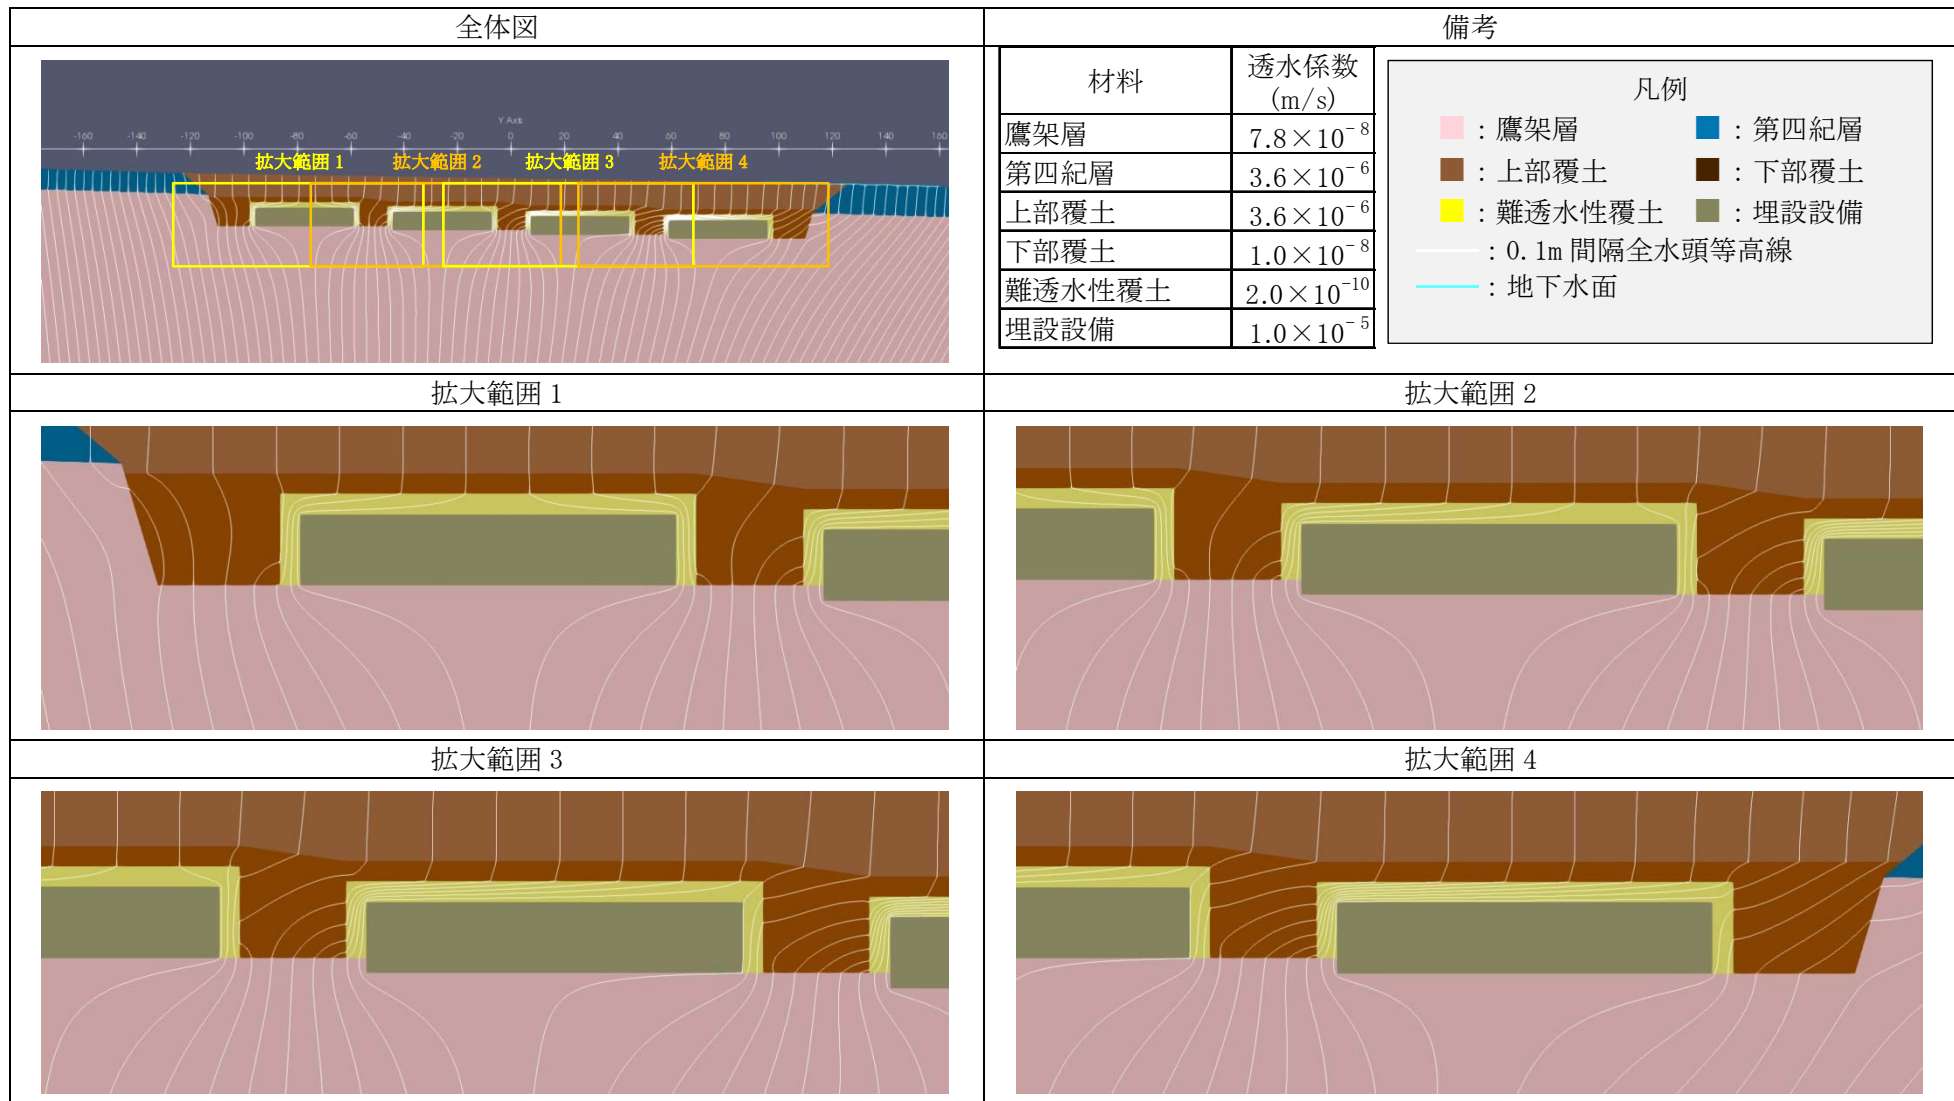 全体図
備考
Y Axis
-160 -140 -120 -100 -80 -60 -40 -20 0 20 40 60 80 100 120 140 160
拡大範囲 1 拡大範囲 2 拡大範囲 3 拡大範囲 4
材料 透水係数
(m/s)
鷹架層 7.8×10⁻⁸
第四紀層 3.6×10⁻⁶
上部覆土 3.6×10⁻⁶
下部覆土 1.0×10⁻⁸
難透水性覆土 2.0×10⁻¹⁰
埋設設備 1.0×10⁻⁵
凡例
：鷹架層 ：第四紀層
：上部覆土 ：下部覆土
：難透水性覆土 ：埋設設備
：0.1m 間隔全水頭等高線
：地下水面
拡大範囲 1
拡大範囲 2
拡大範囲 3
拡大範囲 4